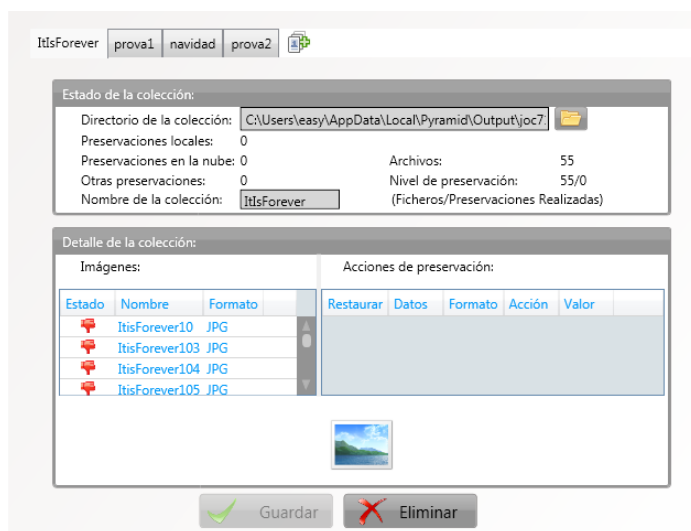 ItIsForever prova1 navidad prova2
Estado de la colección:
Directorio de la colección: C:\Users\easy\AppData\Local\Pyramid\Output\joc7
Preservaciones locales: 0
Preservaciones en la nube: 0 Archivos: 55
Otras preservaciones: 0 Nivel de preservación: 55/0
Nombre de la colección: ItIsForever (Ficheros/Preservaciones Realizadas)
Detalle de la colección:
Imágenes: Acciones de preservación:
Estado Nombre Formato Restaurar Datos Formato Acción Valor
ItisForever10 JPG
ItisForever103 JPG
ItisForever104 JPG
ItisForever105 JPG
Guardar Eliminar